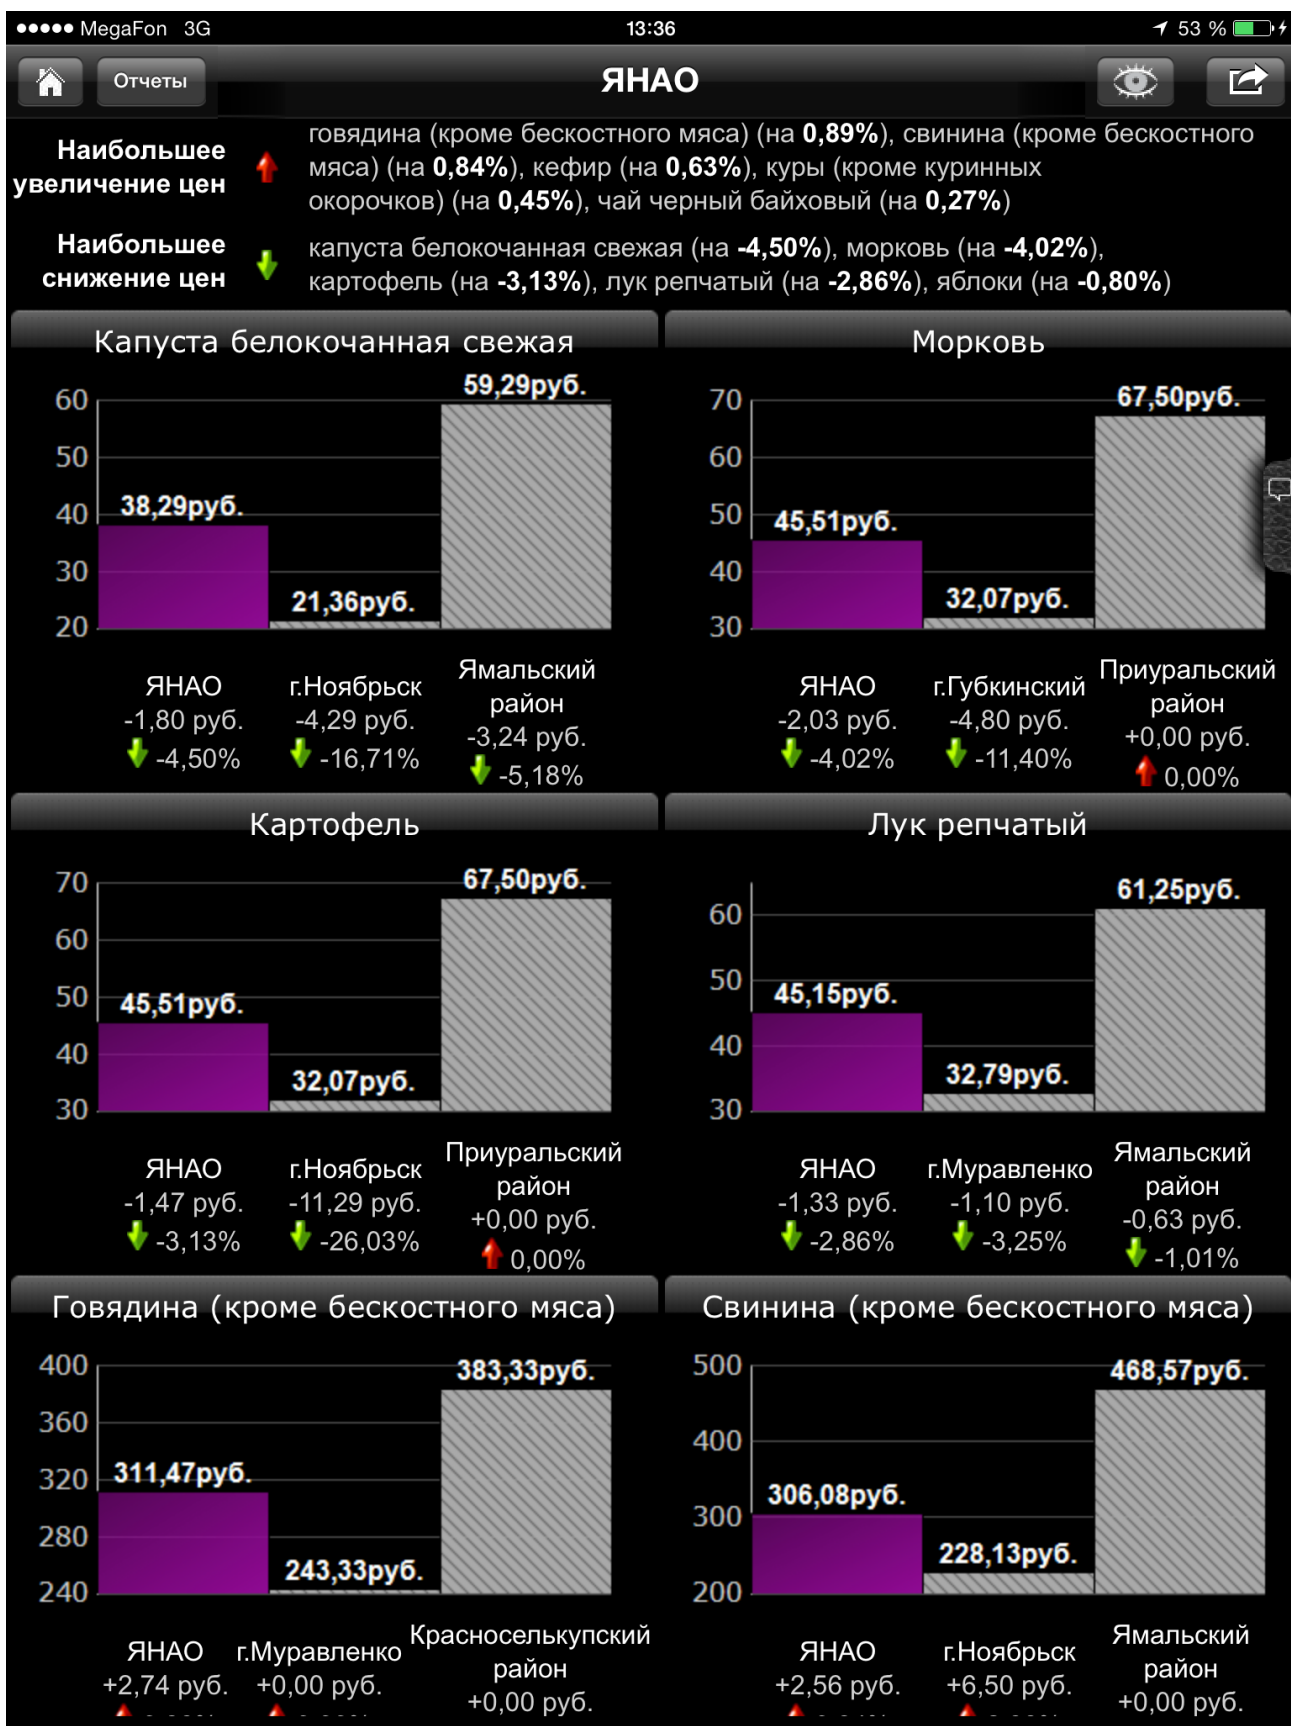 MegaFon 3G 13:36 53 %
Отчеты ЯНАО
Наибольшее увеличение цен
говядина (кроме бескостного мяса) (на 0,89%), свинина (кроме бескостного
мяса) (на 0,84%), кефир (на 0,63%), куры (кроме куринных
окорочков) (на 0,45%), чай черный байховый (на 0,27%)
Наибольшее снижение цен
капуста белокочанная свежая (на -4,50%), морковь (на -4,02%),
картофель (на -3,13%), лук репчатый (на -2,86%), яблоки (на -0,80%)
Капуста белокочанная свежая
60
50
40
30
20
38,29руб.
21,36руб.
59,29руб.
ЯНАО
-1,80 руб.
-4,50%
г.Ноябрьск
-4,29 руб.
-16,71%
Ямальский
район
-3,24 руб.
-5,18%
Морковь
70
60
50
40
30
45,51руб.
32,07руб.
67,50руб.
ЯНАО
-2,03 руб.
-4,02%
г.Губкинский
-4,80 руб.
-11,40%
Приуральский
район
+0,00 руб.
0,00%
Картофель
70
60
50
40
30
45,51руб.
32,07руб.
67,50руб.
ЯНАО
-1,47 руб.
-3,13%
г.Ноябрьск
-11,29 руб.
-26,03%
Приуральский
район
+0,00 руб.
0,00%
Лук репчатый
60
50
40
30
45,15руб.
32,79руб.
61,25руб.
ЯНАО
-1,33 руб.
-2,86%
г.Муравленко
-1,10 руб.
-3,25%
Ямальский
район
-0,63 руб.
-1,01%
Говядина (кроме бескостного мяса)
400
360
320
280
240
311,47руб.
243,33руб.
383,33руб.
ЯНАО
+2,74 руб.
г.Муравленко
+0,00 руб.
Красноселькупский
район
+0,00 руб.
Свинина (кроме бескостного мяса)
500
400
300
200
306,08руб.
228,13руб.
468,57руб.
ЯНАО
+2,56 руб.
г.Ноябрьск
+6,50 руб.
Ямальский
район
+0,00 руб.